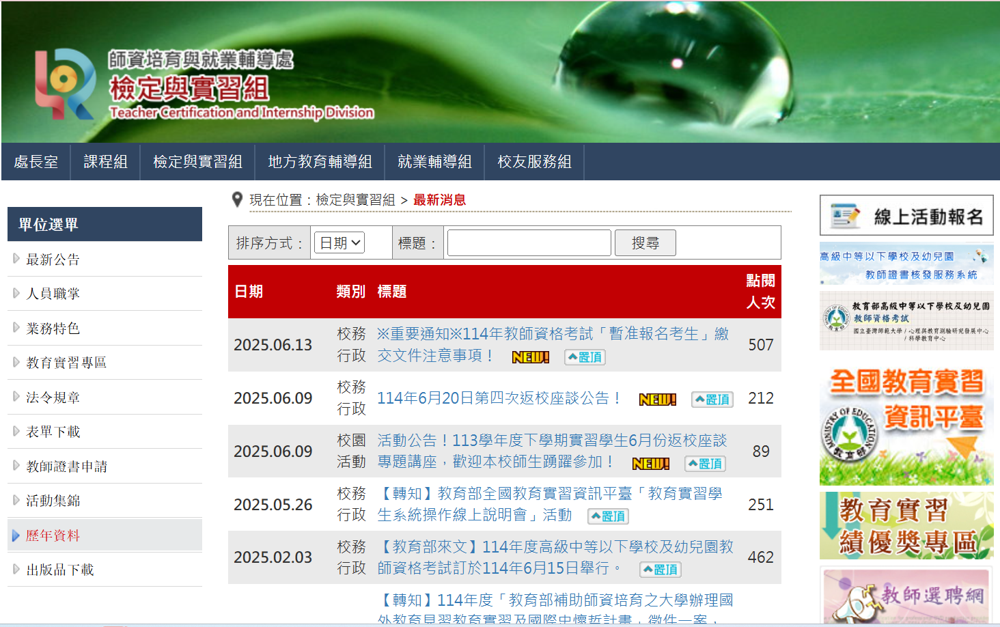 師資培育與就業輔導處
檢定與實習組
Teacher Certification and Internship Division
處長室
課程組
檢定與實習組
地方教育輔導組
就業輔導組
校友服務組
單位選單
最新公告
人員職掌
業務特色
教育實習專區
法令規章
表單下載
教師證書申請
活動集錦
歷年資料
出版品下載
現在位置：檢定與實習組 > 最新消息
排序方式： 日期 標題： 搜尋
日期 類別 標題 點閱
人次
2025.06.13
校務
行政
※重要通知※114年教師資格考試「暫准報名考生」繳
交文件注意事項！ NEW! 置頂
507
2025.06.09
校務
行政
114年6月20日第四次返校座談公告！ NEW! 置頂
212
2025.06.09
校園
活動
活動公告！113學年度下學期實習學生6月份返校座談
專題講座，歡迎本校師生踴躍參加！ NEW! 置頂
89
2025.05.26
校務
行政
【轉知】教育部全國教育實習資訊平臺「教育實習學
生系統操作線上說明會」活動 置頂
251
2025.02.03
校務
行政
【教育部來文】114年度高級中等以下學校及幼兒園教
師資格考試訂於114年6月15日舉行。 置頂
462
【轉知】114年度「教育部補助師資培育之大學辦理國
外教育見習教育實習及國際史懷哲計畫」徵件一案，
線上活動報名
高級中等以下學校及幼兒園
教師證書核發服務系統
教育部高級中等以下學校及幼兒園
教師資格考試
國立臺灣師範大學 / 心理與教育測驗研究發展中心
/ 科學教育中心
全國教育實習
資訊平臺
MINISTRY OF EDUCATION
教育部
教育實習
績優獎專區
教師選聘網